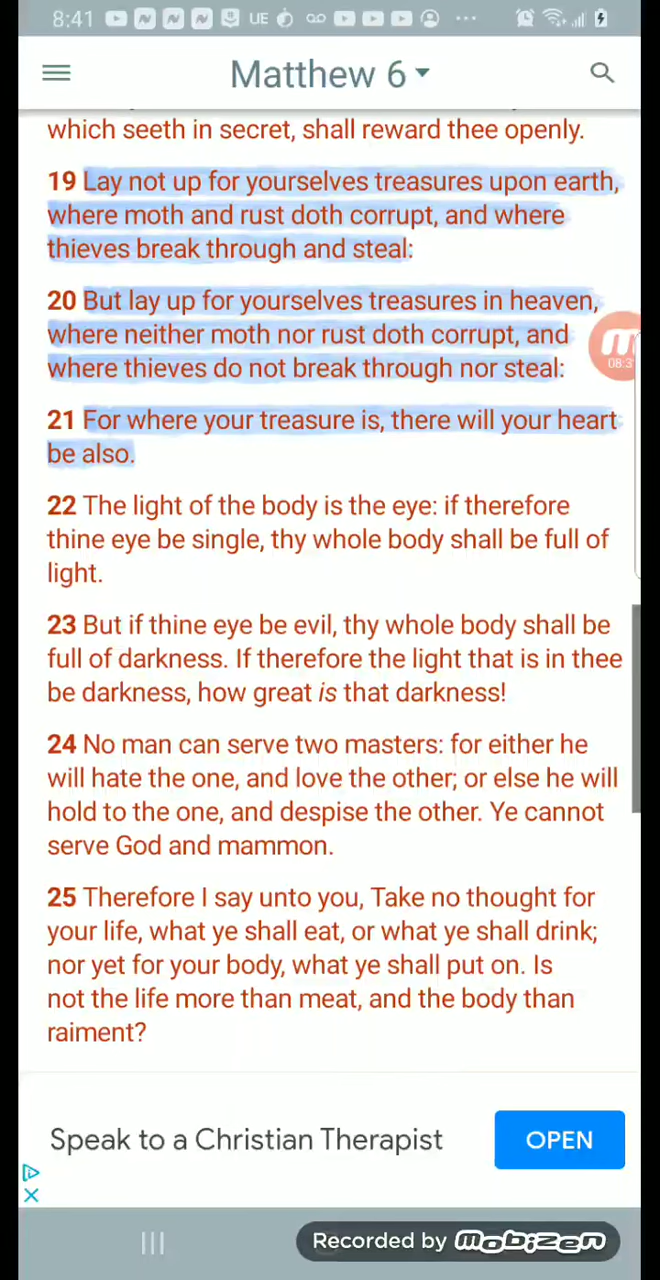 8:41 UE
Matthew 6
which seeth in secret, shall reward thee openly.
19 Lay not up for yourselves treasures upon earth,
where moth and rust doth corrupt, and where
thieves break through and steal:
20 But lay up for yourselves treasures in heaven,
where neither moth nor rust doth corrupt, and
where thieves do not break through nor steal:
08:3
21 For where your treasure is, there will your heart
be also.
22 The light of the body is the eye: if therefore
thine eye be single, thy whole body shall be full of
light.
23 But if thine eye be evil, thy whole body shall be
full of darkness. If therefore the light that is in thee
be darkness, how great is that darkness!
24 No man can serve two masters: for either he
will hate the one, and love the other; or else he will
hold to the one, and despise the other. Ye cannot
serve God and mammon.
25 Therefore I say unto you, Take no thought for
your life, what ye shall eat, or what ye shall drink;
nor yet for your body, what ye shall put on. Is
not the life more than meat, and the body than
raiment?
Speak to a Christian Therapist
OPEN
Recorded by mobizen